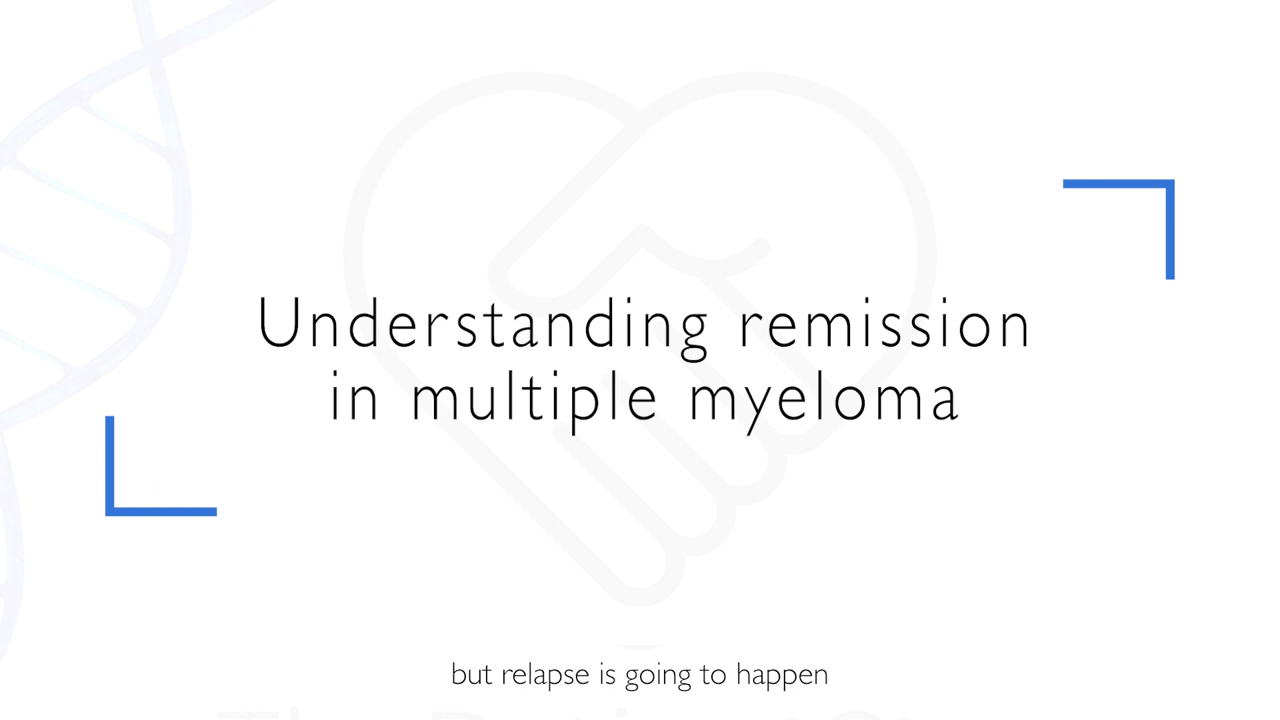 Understanding remission
in multiple myeloma
but relapse is going to happen